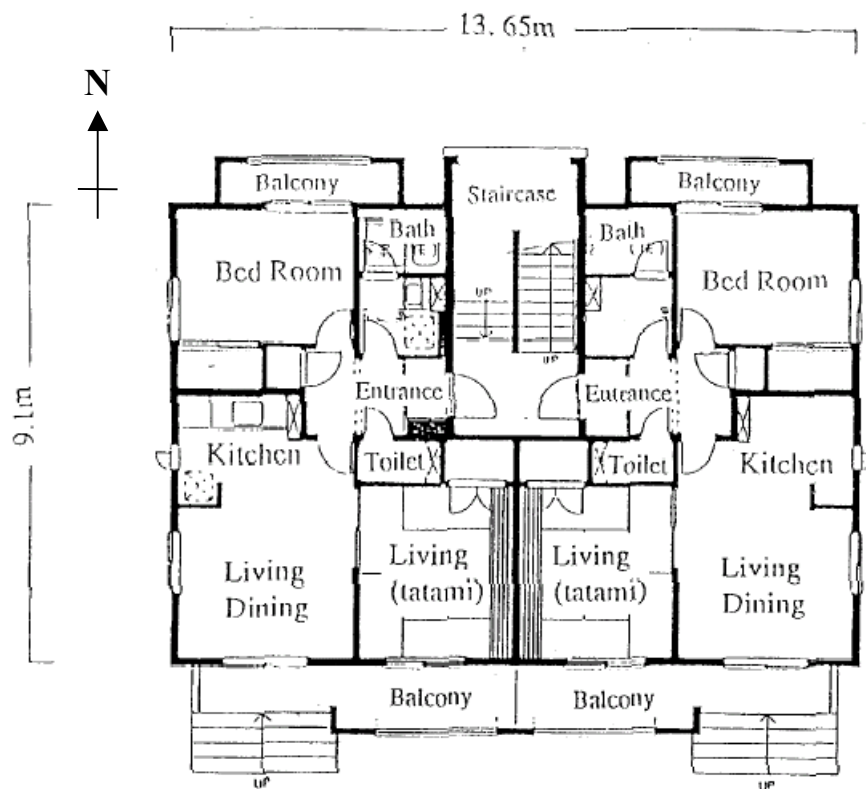 13.65m
N
Balcony
Staircase
Balcony
Bath
Bath
Bed Room
Bed Room
UP
UP
9.1m
Entrance
Entrance
Kitchen
Toilet
Toilet
Kitchen
Living
Dining
Living
(tatami)
Living
(tatami)
Living
Dining
Balcony
Balcony
UP
UP